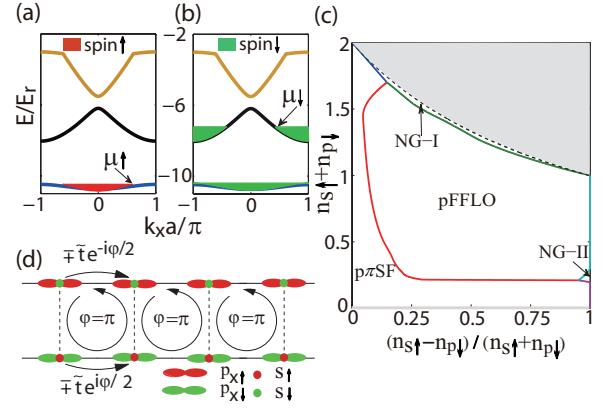 (a)
(b)
(c)
spin↑
spin↓
E/Er
-2
-6
-10
μ↑
μ↓
-1 0 1
-1 0 1
kxa/π
ns↑+np↓
2
1.5
1
0.5
0
NG-I
pFFLO
NG-II
pπSF
0 0.25 0.5 0.75 1
(ns↑-np↓)/(ns↑+np↓)
(d)
∓t̃e-iφ/2
φ=π
φ=π
φ=π
∓t̃eiφ/2
px↑ s↑
px↓ s↓